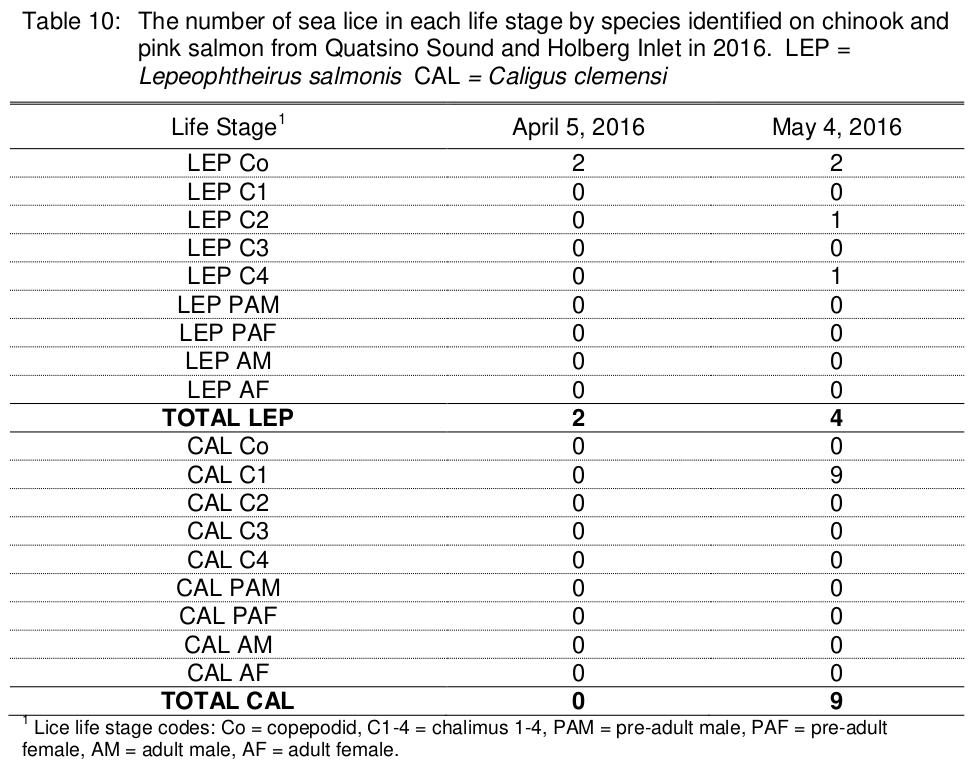 Table 10: The number of sea lice in each life stage by species identified on chinook and
pink salmon from Quatsino Sound and Holberg Inlet in 2016. LEP =
Lepeophtheirus salmonis CAL = Caligus clemensi
Life Stage1 April 5, 2016 May 4, 2016
LEP Co 2 2
LEP C1 0 0
LEP C2 0 1
LEP C3 0 0
LEP C4 0 1
LEP PAM 0 0
LEP PAF 0 0
LEP AM 0 0
LEP AF 0 0
TOTAL LEP 2 4
CAL Co 0 0
CAL C1 0 9
CAL C2 0 0
CAL C3 0 0
CAL C4 0 0
CAL PAM 0 0
CAL PAF 0 0
CAL AM 0 0
CAL AF 0 0
TOTAL CAL 0 9
1 Lice life stage codes: Co = copepodid, C1-4 = chalimus 1-4, PAM = pre-adult male, PAF = pre-adult
female, AM = adult male, AF = adult female.